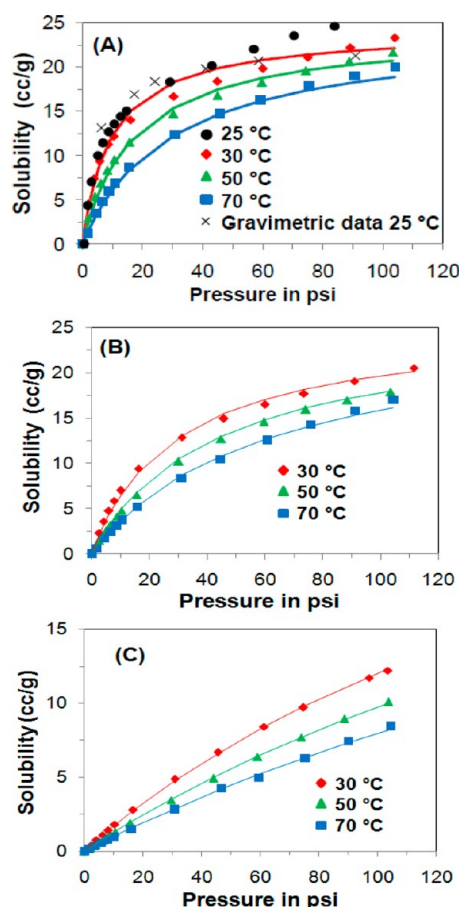 (A)
Solubility (cc/g)
25
20
15
10
5
0
25 °C
30 °C
50 °C
70 °C
Gravimetric data 25 °C
0 20 40 60 80 100 120
Pressure in psi
(B)
Solubility (cc/g)
25
20
15
10
5
0
30 °C
50 °C
70 °C
0 20 40 60 80 100 120
Pressure in psi
(C)
Solubility (cc/g)
15
10
5
0
30 °C
50 °C
70 °C
0 20 40 60 80 100 120
Pressure in psi